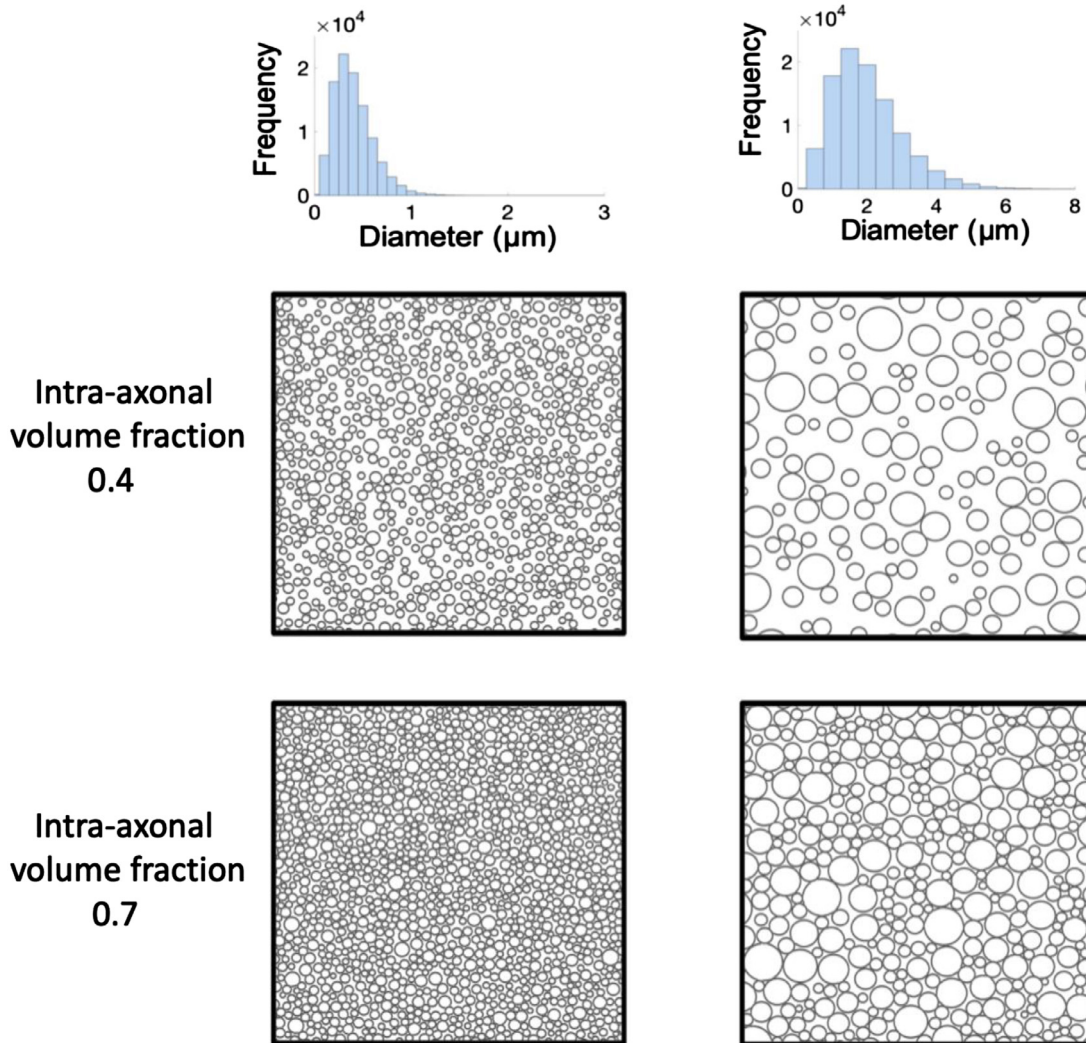 ×10⁴
Frequency
2
1
0
0 1 2 3
Diameter (µm)
×10⁴
Frequency
2
1
0
0 2 4 6 8
Diameter (µm)
Intra-axonal
volume fraction
0.4
Intra-axonal
volume fraction
0.7